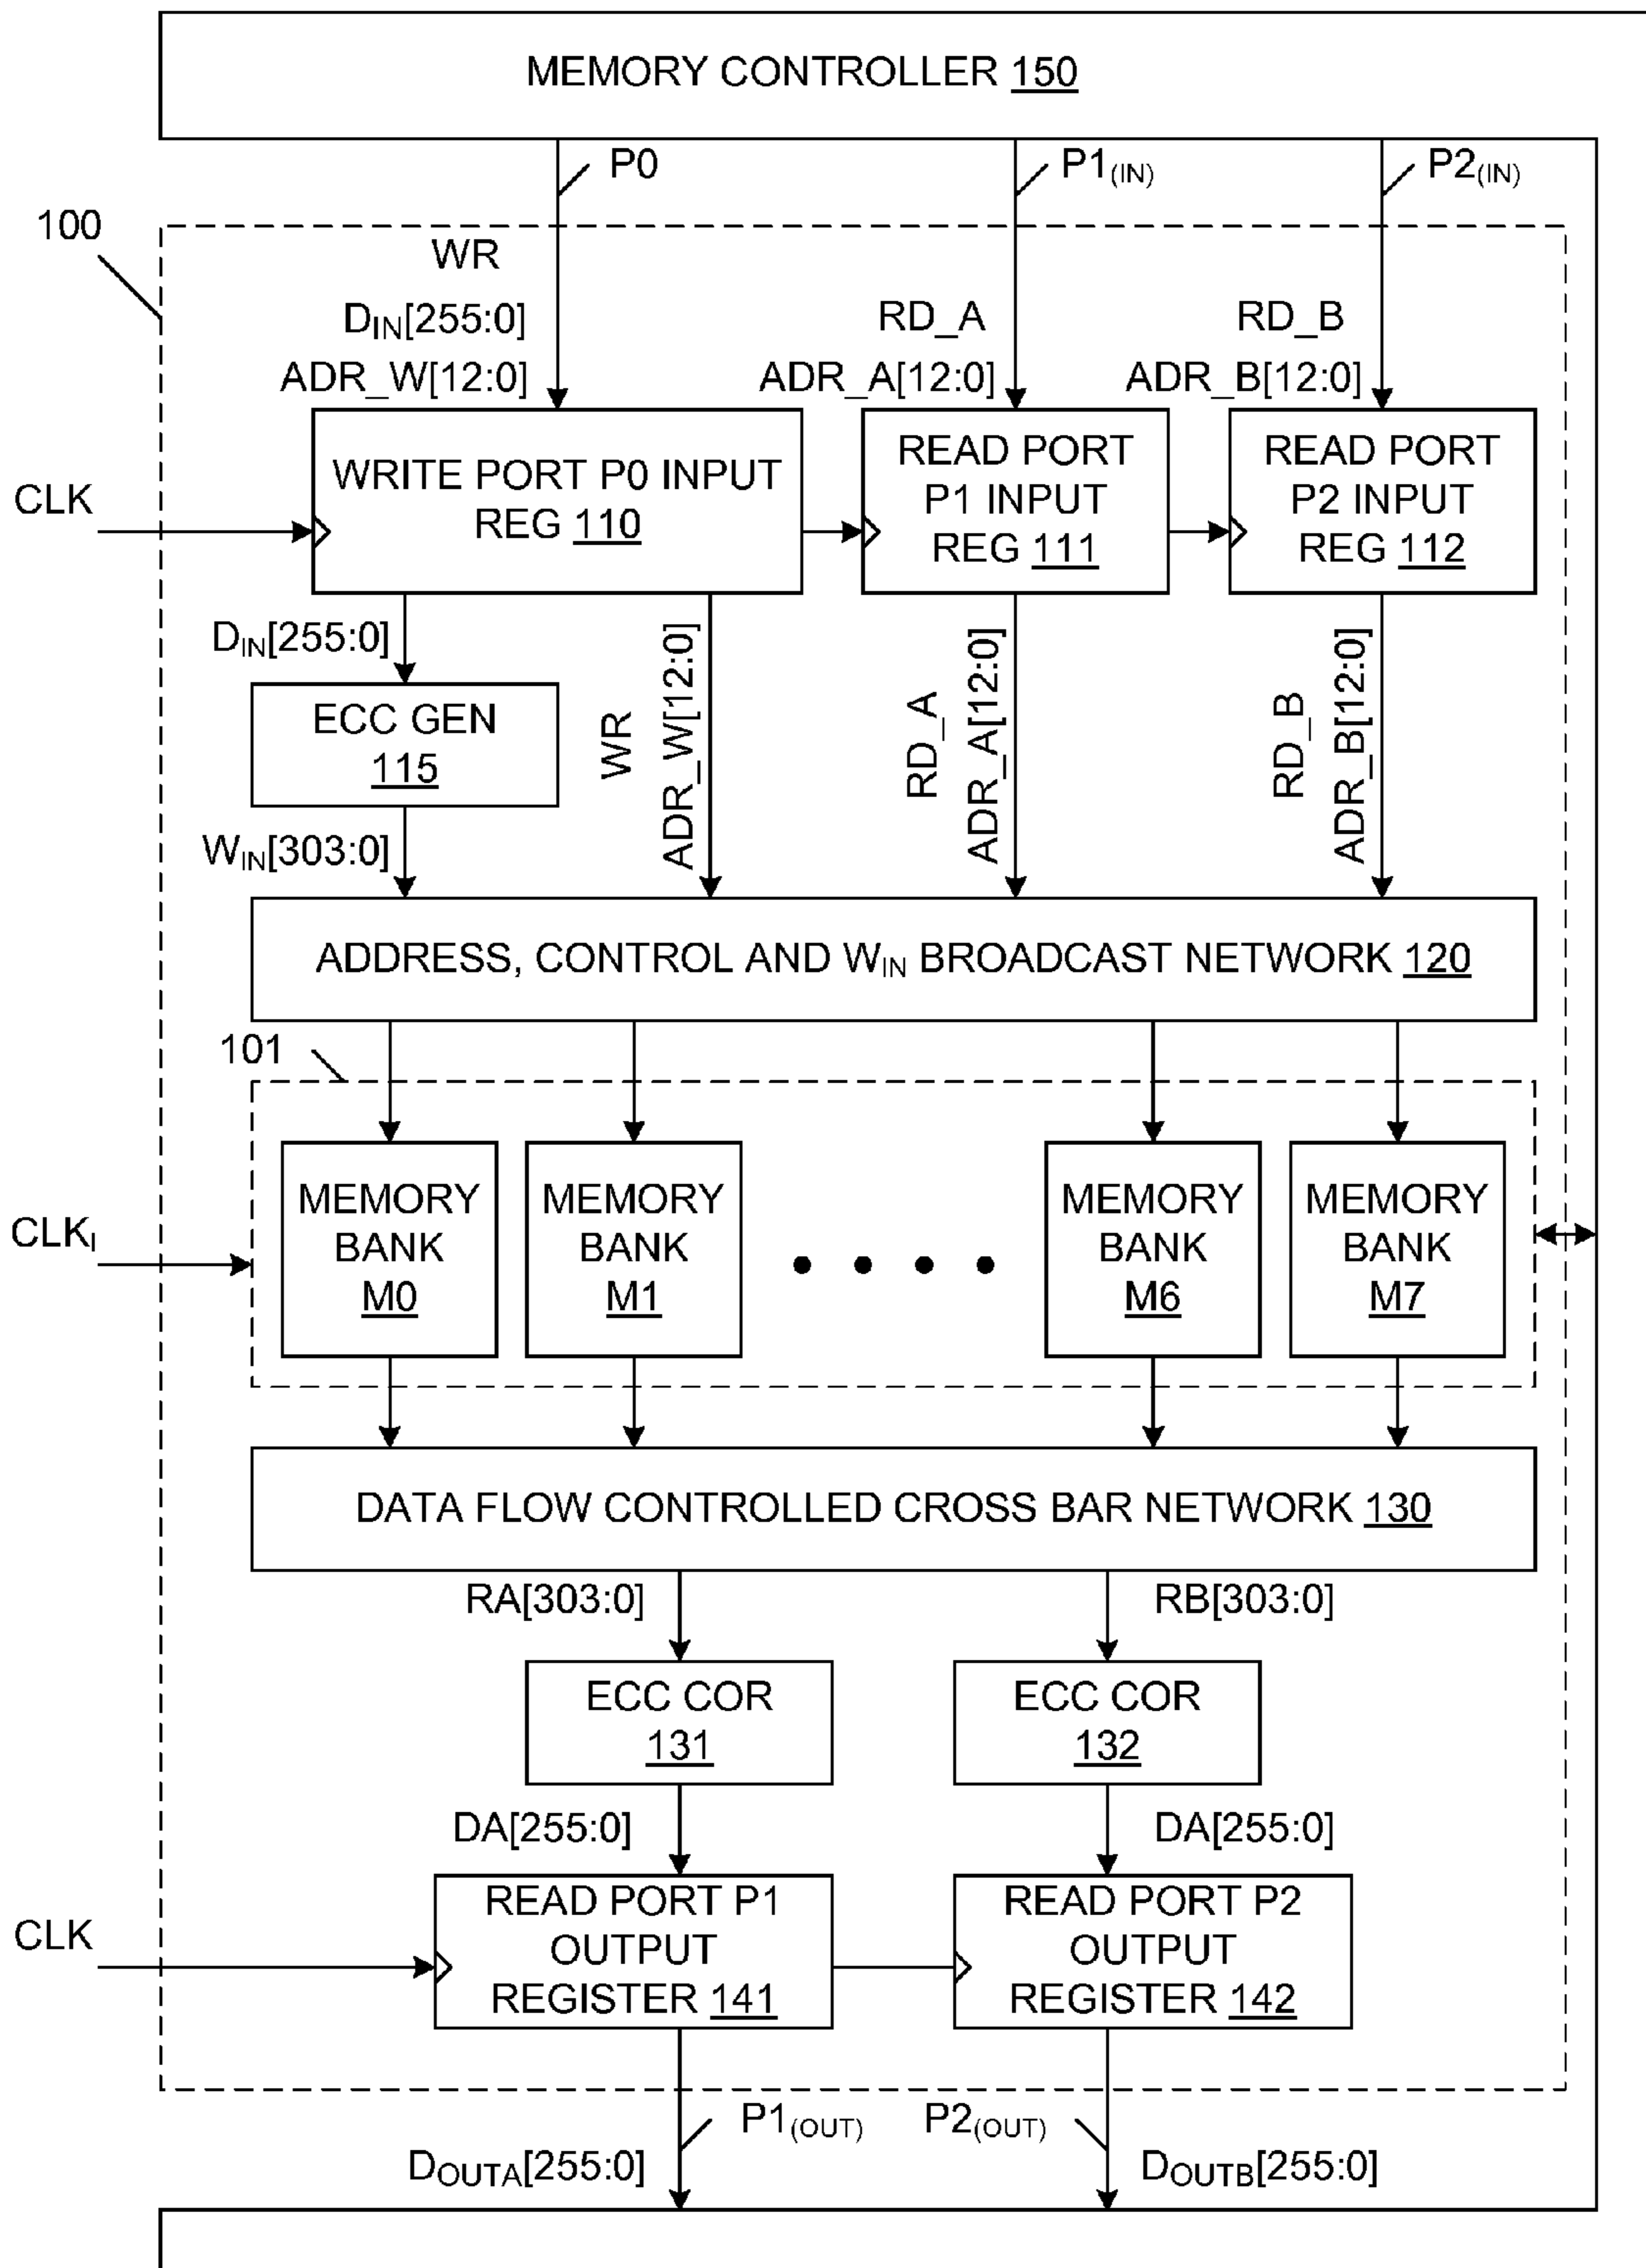 MEMORY CONTROLLER 150
P0
P1(IN)
P2(IN)
100
WR
DIN[255:0]
RD_A
RD_B
ADR_W[12:0]
ADR_A[12:0]
ADR_B[12:0]
CLK
WRITE PORT P0 INPUT
REG 110
READ PORT
P1 INPUT
REG 111
READ PORT
P2 INPUT
REG 112
DIN[255:0]
ECC GEN
115
WR
ADR_W[12:0]
RD_A
ADR_A[12:0]
RD_B
ADR_B[12:0]
WIN[303:0]
ADDRESS, CONTROL AND WIN BROADCAST NETWORK 120
101
CLKI
MEMORY
BANK
M0
MEMORY
BANK
M1
MEMORY
BANK
M6
MEMORY
BANK
M7
DATA FLOW CONTROLLED CROSS BAR NETWORK 130
RA[303:0]
RB[303:0]
ECC COR
131
ECC COR
132
DA[255:0]
DA[255:0]
CLK
READ PORT P1
OUTPUT
REGISTER 141
READ PORT P2
OUTPUT
REGISTER 142
P1(OUT)
P2(OUT)
DOUTA[255:0]
DOUTB[255:0]